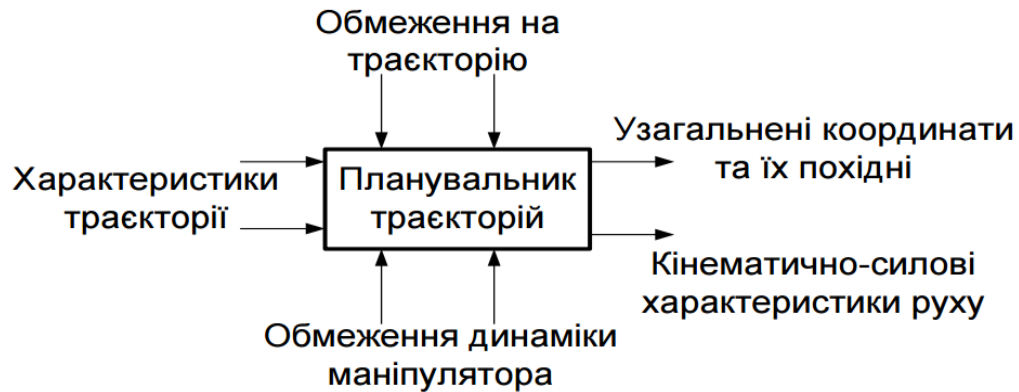 Обмеження на
траєкторію
Характеристики
траєкторії
Планувальник
траєкторій
Узагальнені координати
та їх похідні
Кінематично-силові
характеристики руху
Обмеження динаміки
маніпулятора